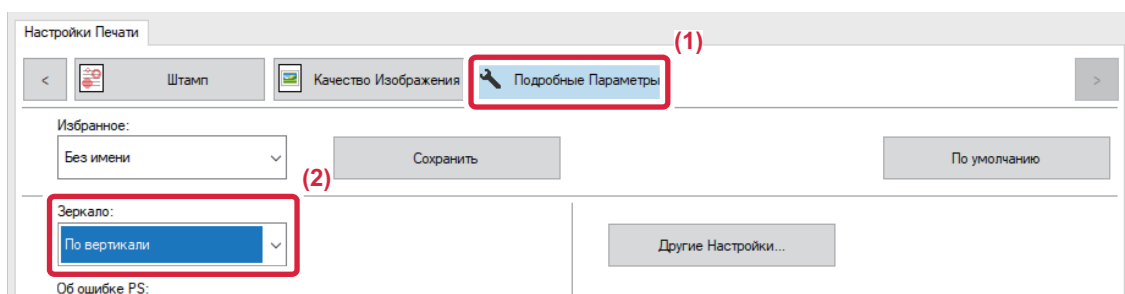 Настройки Печати
(1)
< Штамп Качество Изображения Подробные Параметры >
Избранное:
Без имени Сохранить По умолчанию
(2)
Зеркало:
По вертикали Другие Настройки...
Об ошибке PS: